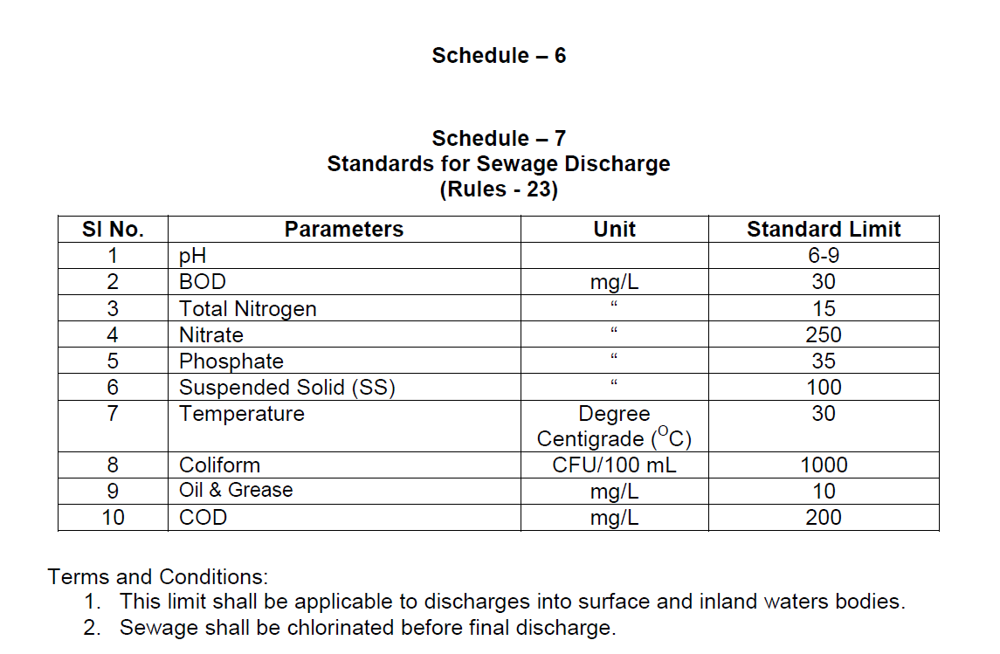 Schedule – 6
Schedule – 7
Standards for Sewage Discharge
(Rules - 23)
Sl No. Parameters Unit Standard Limit
1 pH 6-9
2 BOD mg/L 30
3 Total Nitrogen “ 15
4 Nitrate “ 250
5 Phosphate “ 35
6 Suspended Solid (SS) “ 100
7 Temperature Degree 30
Centigrade (OC)
8 Coliform CFU/100 mL 1000
9 Oil & Grease mg/L 10
10 COD mg/L 200
Terms and Conditions:
1. This limit shall be applicable to discharges into surface and inland waters bodies.
2. Sewage shall be chlorinated before final discharge.